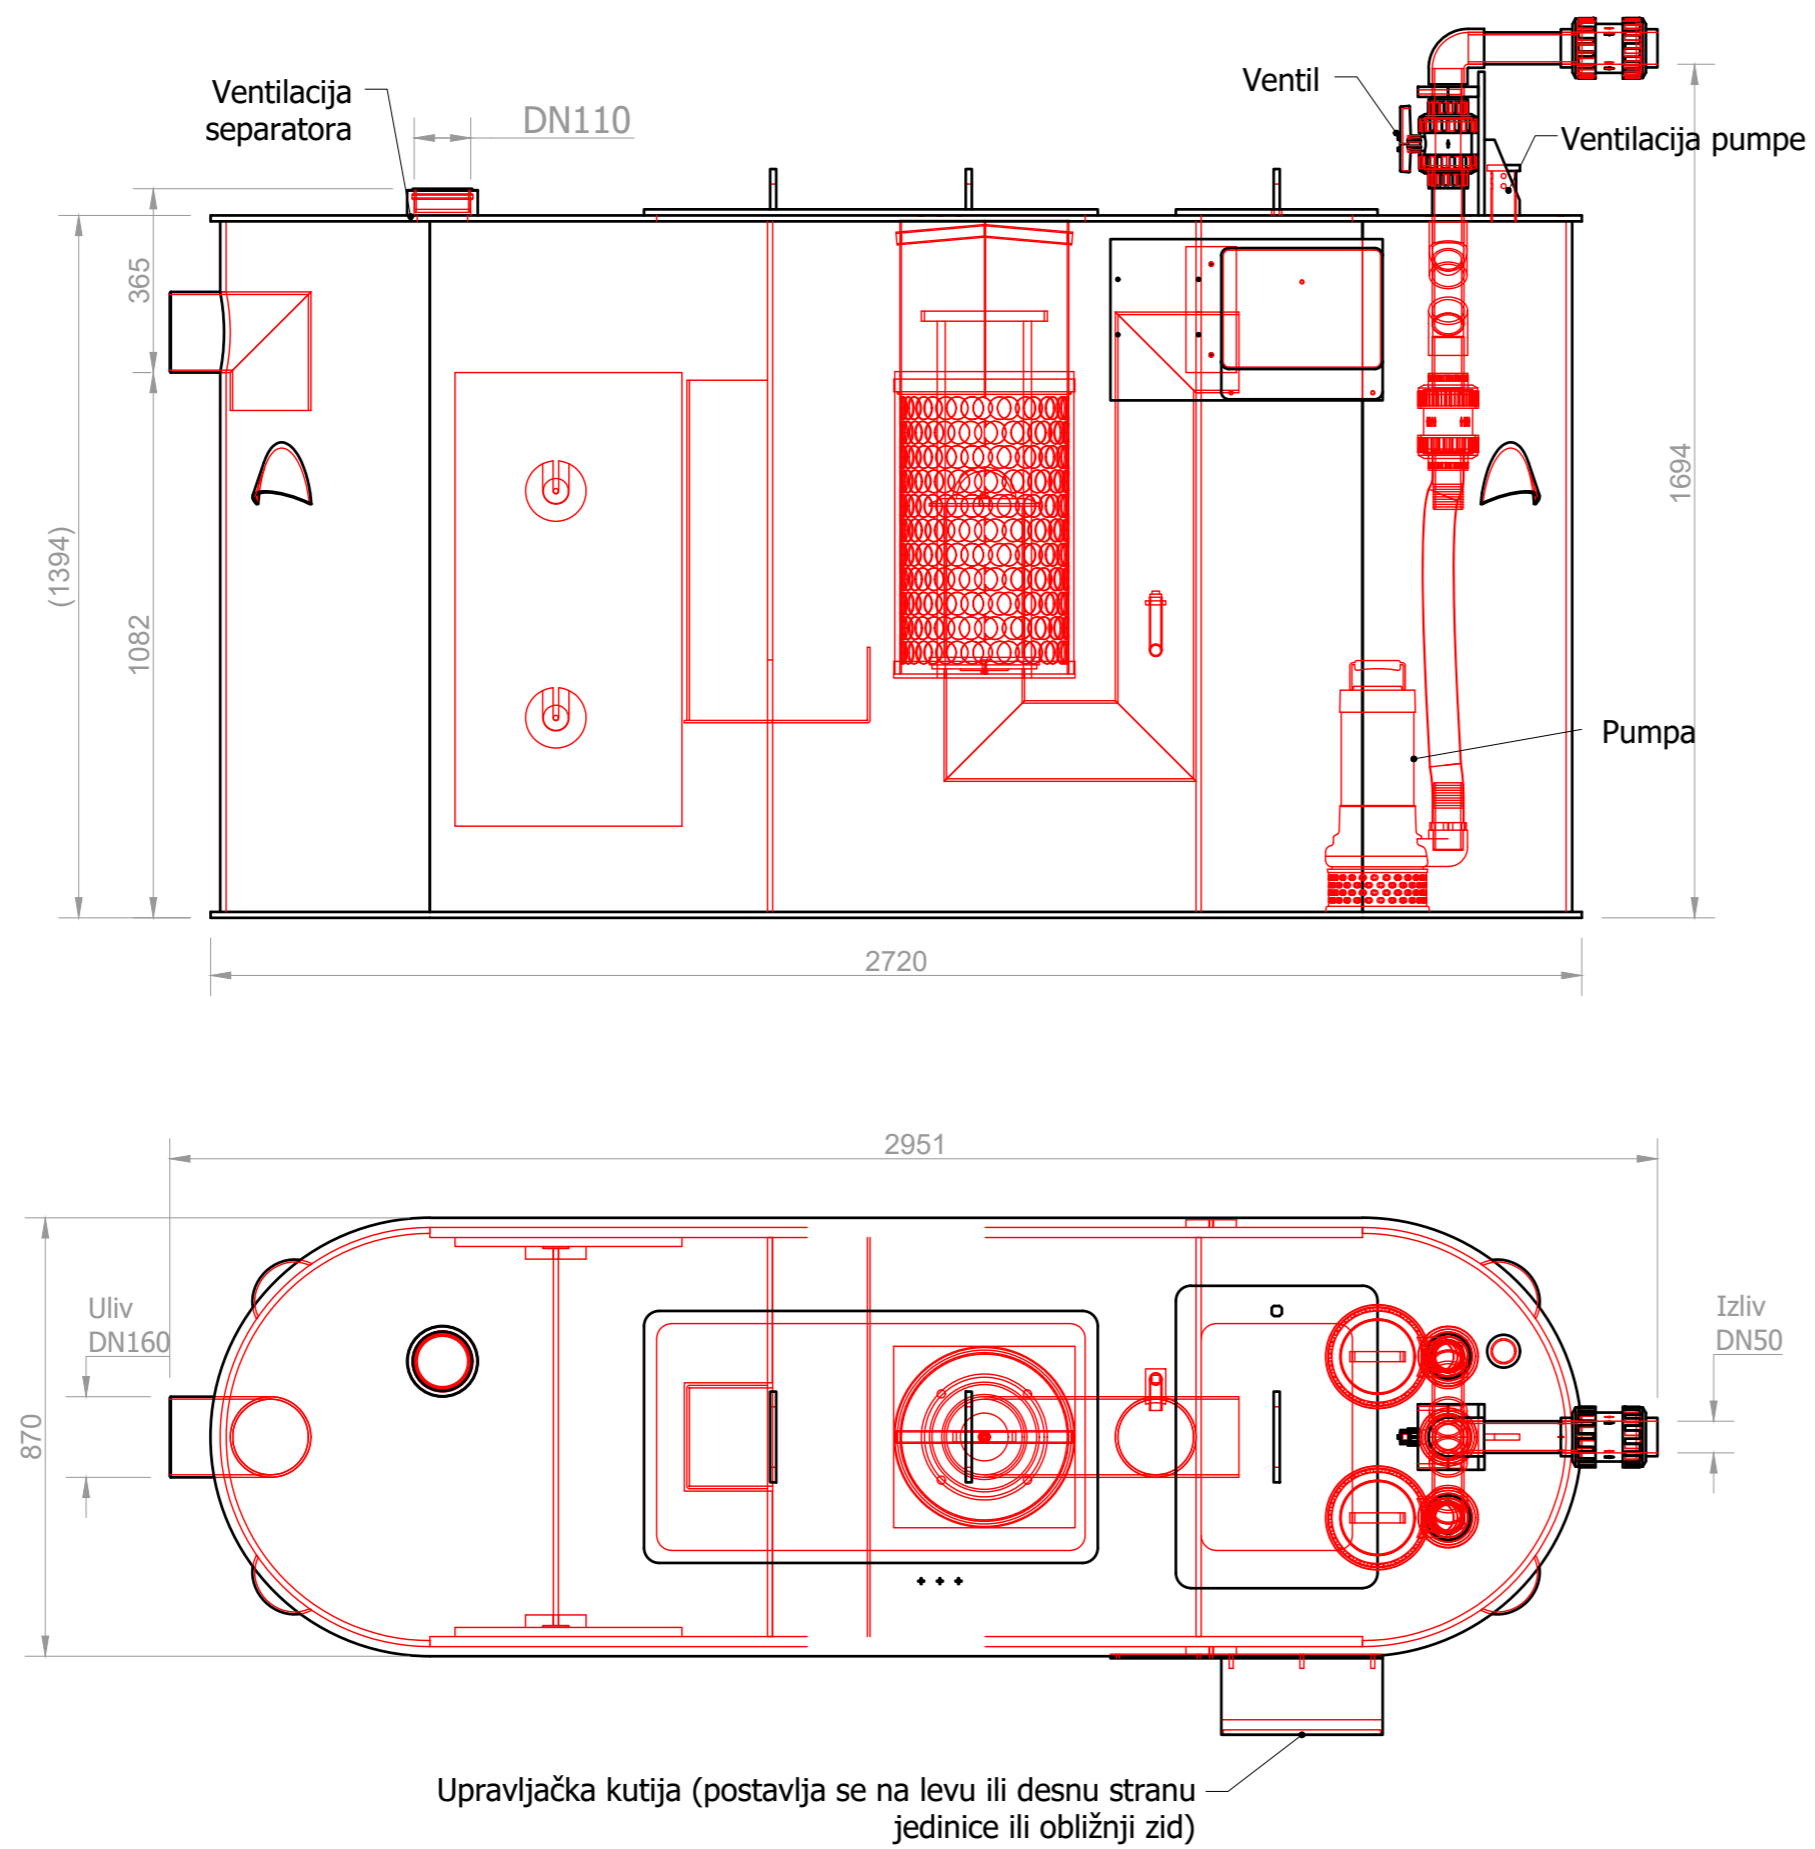 Ventilacija
separatora
DN110
Ventil
Ventilacija pumpe
365
(1394)
1082
1694
Pumpa
2720
2951
Uliv
DN160
Izliv
DN50
870
Upravljačka kutija (postavlja se na levu ili desnu stranu
jedinice ili obližnji zid)